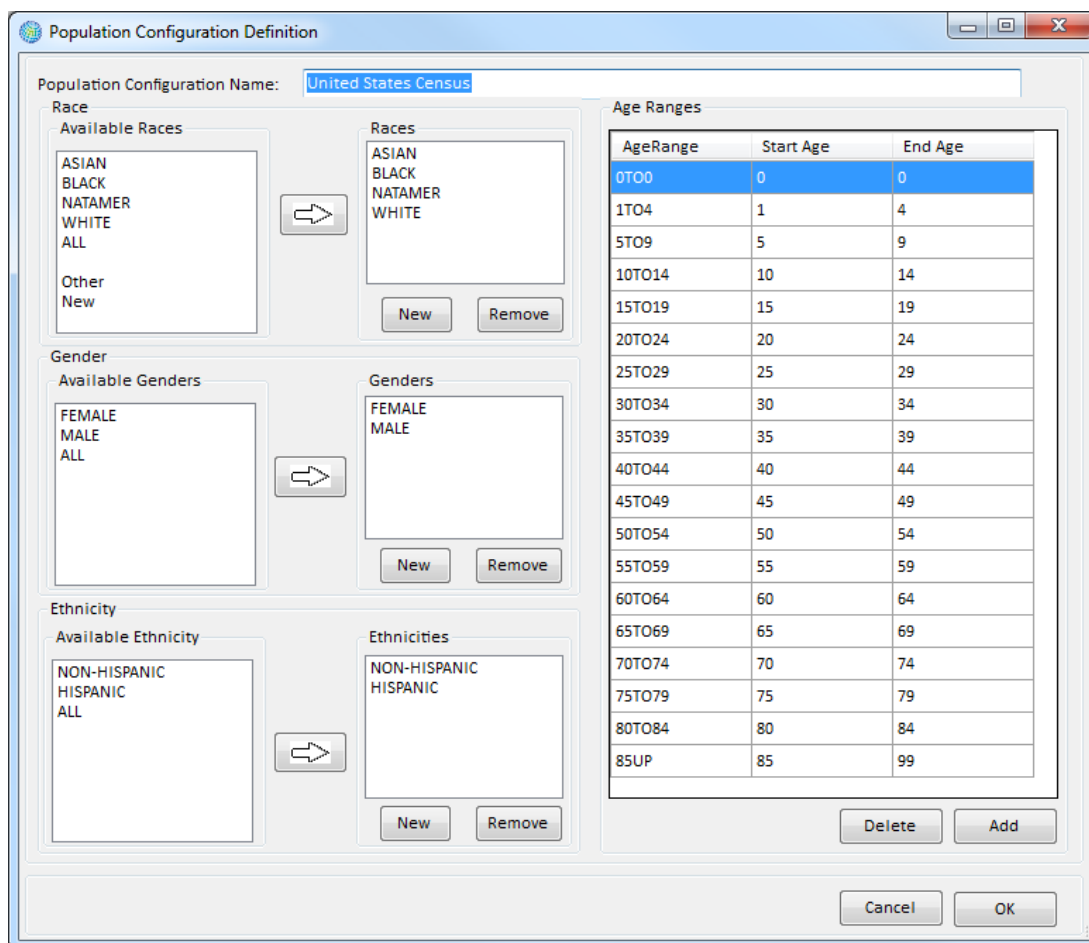 Population Configuration Definition
Population Configuration Name: United States Census
Race
Available Races
ASIAN
BLACK
NATAMER
WHITE
ALL
Other
New
Races
ASIAN
BLACK
NATAMER
WHITE
New Remove
Gender
Available Genders
FEMALE
MALE
ALL
Genders
FEMALE
MALE
New Remove
Ethnicity
Available Ethnicity
NON-HISPANIC
HISPANIC
ALL
Ethnicities
NON-HISPANIC
HISPANIC
New Remove
Age Ranges
AgeRange Start Age End Age
0TO0 0 0
1TO4 1 4
5TO9 5 9
10TO14 10 14
15TO19 15 19
20TO24 20 24
25TO29 25 29
30TO34 30 34
35TO39 35 39
40TO44 40 44
45TO49 45 49
50TO54 50 54
55TO59 55 59
60TO64 60 64
65TO69 65 69
70TO74 70 74
75TO79 75 79
80TO84 80 84
85UP 85 99
Delete Add
Cancel OK